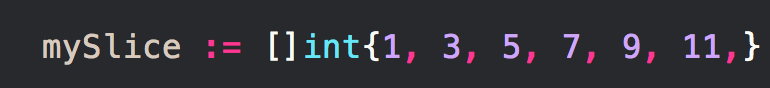 mySlice := []int{1, 3, 5, 7, 9, 11,}